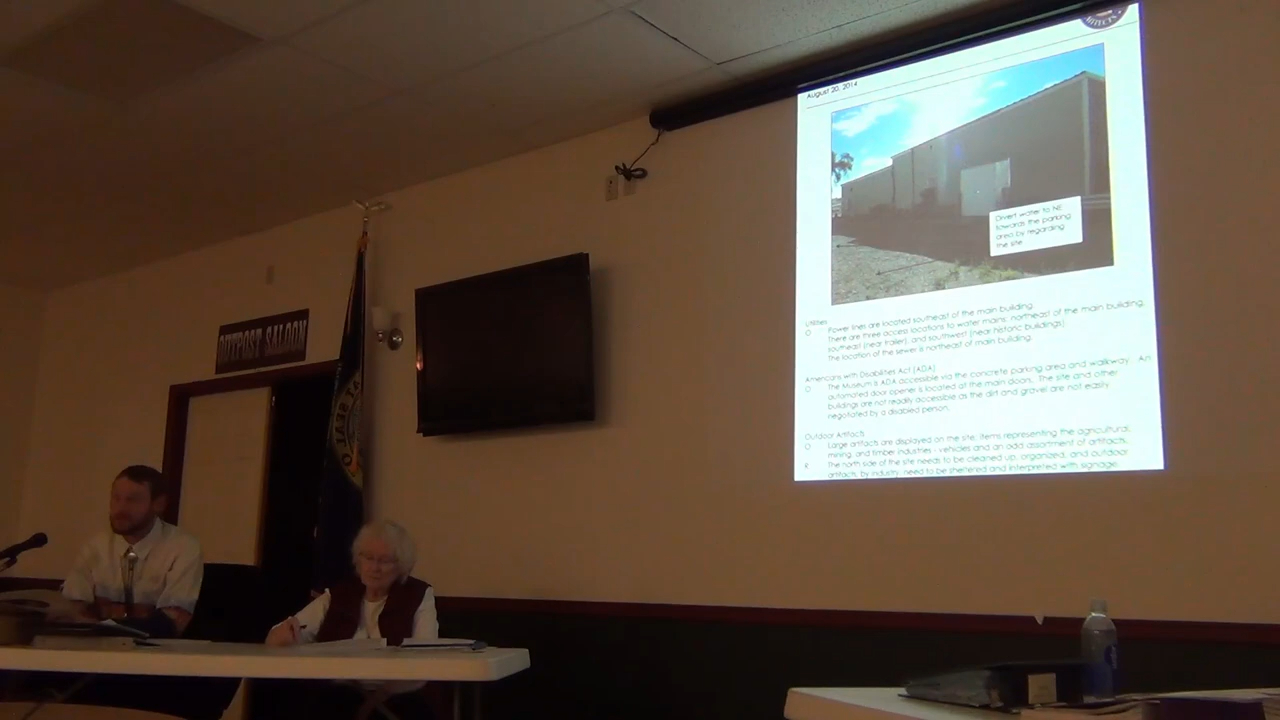 ITECTS
August 20, 2014
Divert water to NE
towards the parking
area by regarding
the site
OUTPOST SALOON
Utilities
O Power lines are located southeast of the main building.
There are three access locations to water mains: northeast of the main building,
southeast (near trailer), and southwest (near historic buildings).
The location of the sewer is northeast of main building.
Americans with Disabilities Act (ADA)
O The Museum is ADA accessible via the concrete parking area and walkway. An
automated door opener is located at the main doors. The site and other
buildings are not readily accessible as the dirt and gravel are not easily
negotiated by a disabled person.
Outdoor Artifacts
O Large artifacts are displayed on the site. Items representing the agricultural,
mining, and timber industries - vehicles and an odd assortment of artifacts.
R The north side of the site needs to be cleaned up, organized, and outdoor
artifacts, by industry, need to be sheltered and interpreted with signage.